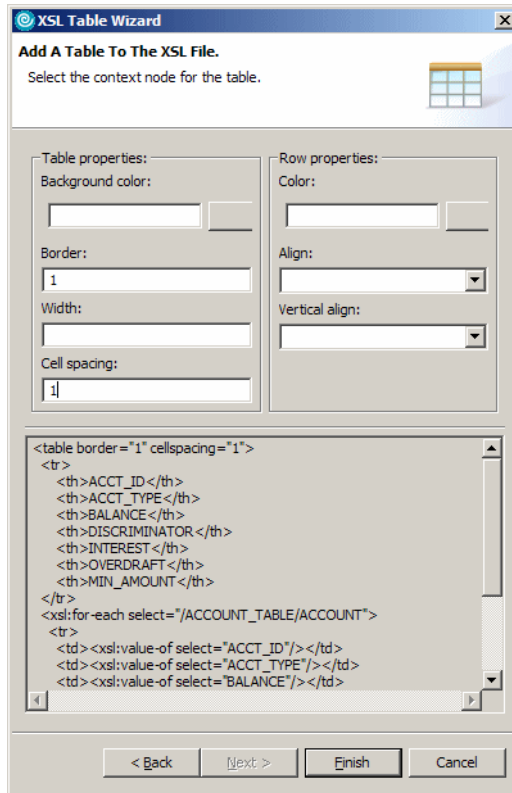 XSL Table Wizard
Add A Table To The XSL File.
Select the context node for the table.
Table properties:
Background color:
Border:
1
Width:
Cell spacing:
1
Row properties:
Color:
Align:
Vertical align:
<table border="1" cellspacing="1">
<tr>
<th>ACCT_ID</th>
<th>ACCT_TYPE</th>
<th>BALANCE</th>
<th>DISCRIMINATOR</th>
<th>INTEREST</th>
<th>OVERDRAFT</th>
<th>MIN_AMOUNT</th>
</tr>
<xsl:for-each select="/ACCOUNT_TABLE/ACCOUNT">
<tr>
<td><xsl:value-of select="ACCT_ID"/></td>
<td><xsl:value-of select="ACCT_TYPE"/></td>
<td><xsl:value-of select="BALANCE"/></td>
< Back Next > Finish Cancel